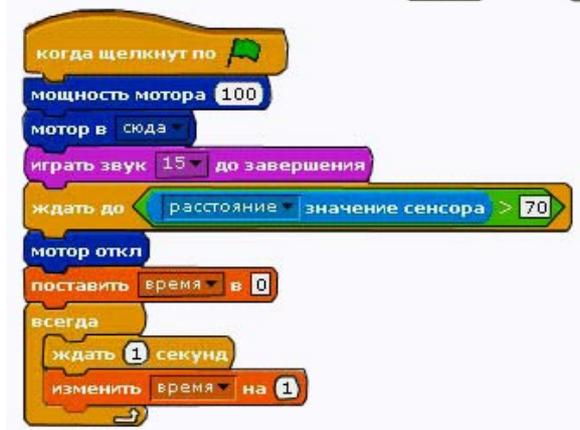 когда щелкнут по
мощность мотора 100
мотор в сюда
играть звук 15 до завершения
ждать до расстояние значение сенсора > 70
мотор откл
поставить время в 0
всегда
ждать 1 секунд
изменить время на 1